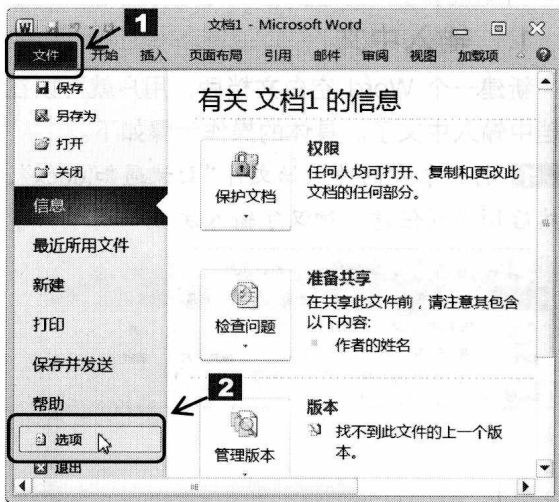 1
W
文档1 - Microsoft Word
文件 开始 插入 页面布局 引用 邮件 审阅 视图 加载项
保存
另存为
打开
关闭
信息
最近所用文件
新建
打印
保存并发送
帮助
2
选项
退出
有关 文档1 的信息
保护文档
权限
任何人均可打开、复制和更改此
文档的任何部分。
检查问题
准备共享
在共享此文件前，请注意其包含
以下内容:
作者的姓名
管理版本
版本
找不到此文件的上一个版
本。